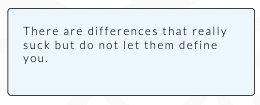 There are differences that really
suck but do not let them define
you.